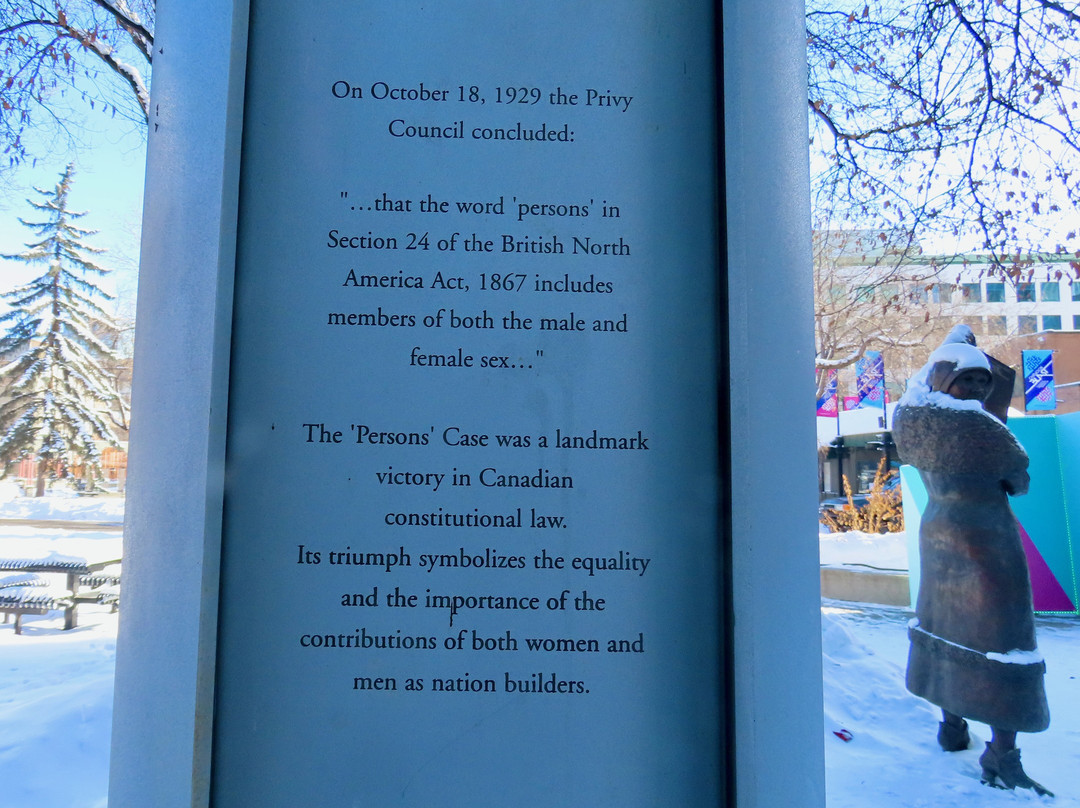 On October 18, 1929 the Privy
Council concluded:
"...that the word 'persons' in
Section 24 of the British North
America Act, 1867 includes
members of both the male and
female sex..."
The 'Persons' Case was a landmark
victory in Canadian
constitutional law.
Its triumph symbolizes the equality
and the importance of the
contributions of both women and
men as nation builders.